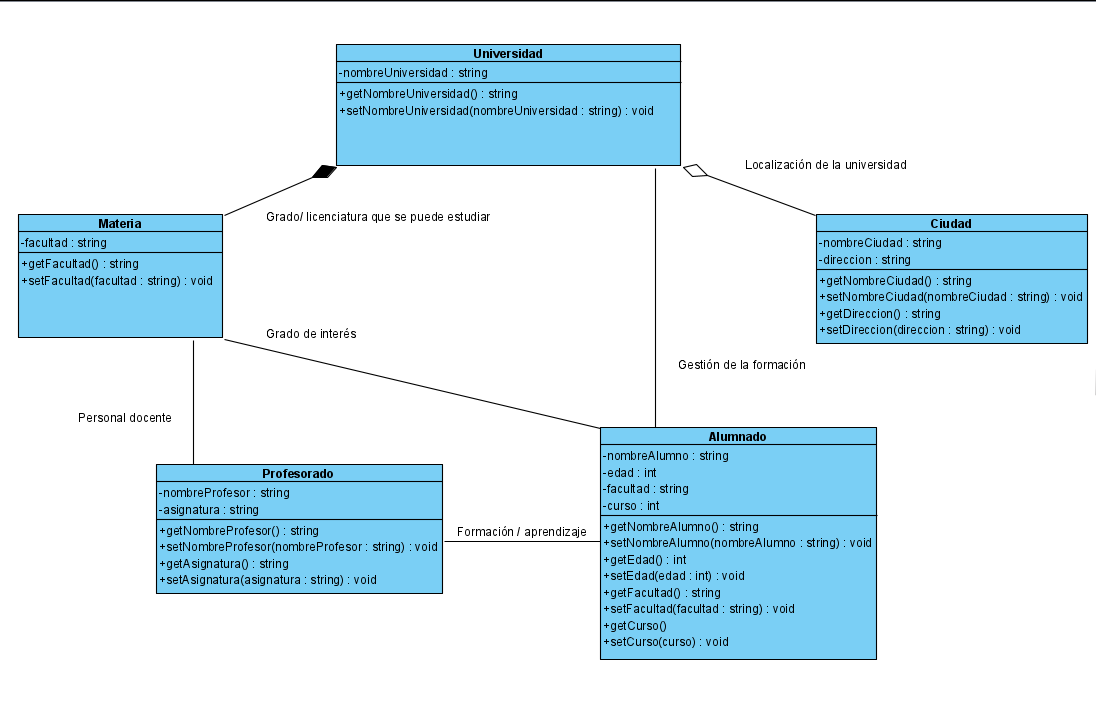 Universidad
-nombreUniversidad : string
+getNombreUniversidad() : string
+setNombreUniversidad(nombreUniversidad : string) : void
Localización de la universidad
Grado/ licenciatura que se puede estudiar
Materia
-facultad : string
+getFacultad() : string
+setFacultad(facultad : string) : void
Ciudad
-nombreCiudad : string
-direccion : string
+getNombreCiudad() : string
+setNombreCiudad(nombreCiudad : string) : void
+getDireccion() : string
+setDireccion(direccion : string) : void
Grado de interés
Gestión de la formación
Personal docente
Profesorado
-nombreProfesor : string
-asignatura : string
+getNombreProfesor() : string
+setNombreProfesor(nombreProfesor : string) : void
+getAsignatura() : string
+setAsignatura(asignatura : string) : void
Formación / aprendizaje
Alumnado
-nombreAlumno : string
-edad : int
-facultad : string
-curso : int
+getNombreAlumno() : string
+setNombreAlumno(nombreAlumno : string) : void
+getEdad() : int
+setEdad(edad : int) : void
+getFacultad() : string
+setFacultad(facultad : string) : void
+getCurso()
+setCurso(curso) : void